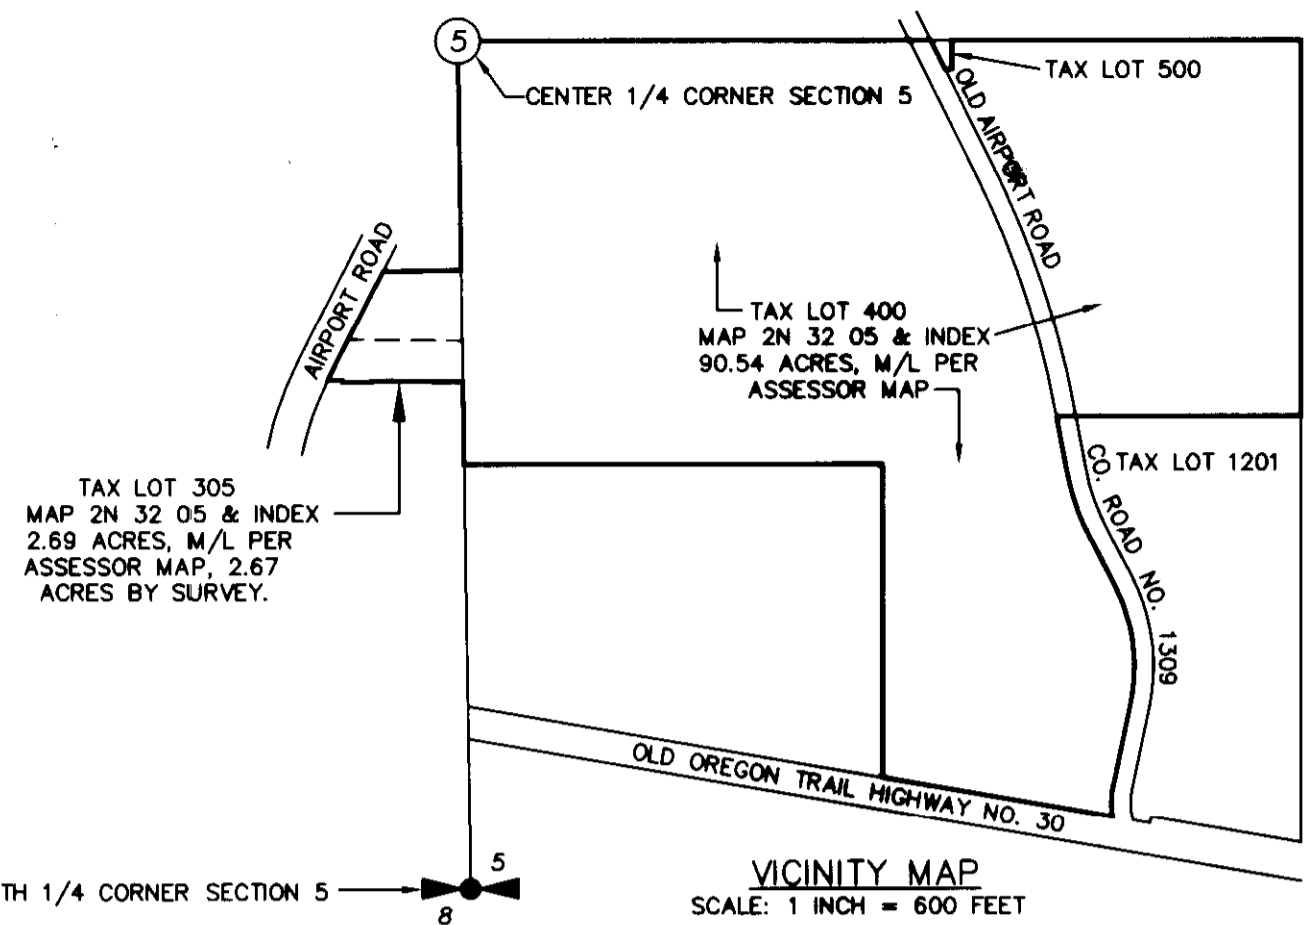 5
CENTER 1/4 CORNER SECTION 5
TAX LOT 500
OLD AIRPORT ROAD
AIRPORT ROAD
TAX LOT 400
MAP 2N 32 05 & INDEX
90.54 ACRES, M/L PER
ASSESSOR MAP
CO. ROAD NO. 1309
TAX LOT 1201
TAX LOT 305
MAP 2N 32 05 & INDEX
2.69 ACRES, M/L PER
ASSESSOR MAP, 2.67
ACRES BY SURVEY.
OLD OREGON TRAIL HIGHWAY NO. 30
TH 1/4 CORNER SECTION 5
5
8
VICINITY MAP
SCALE: 1 INCH = 600 FEET